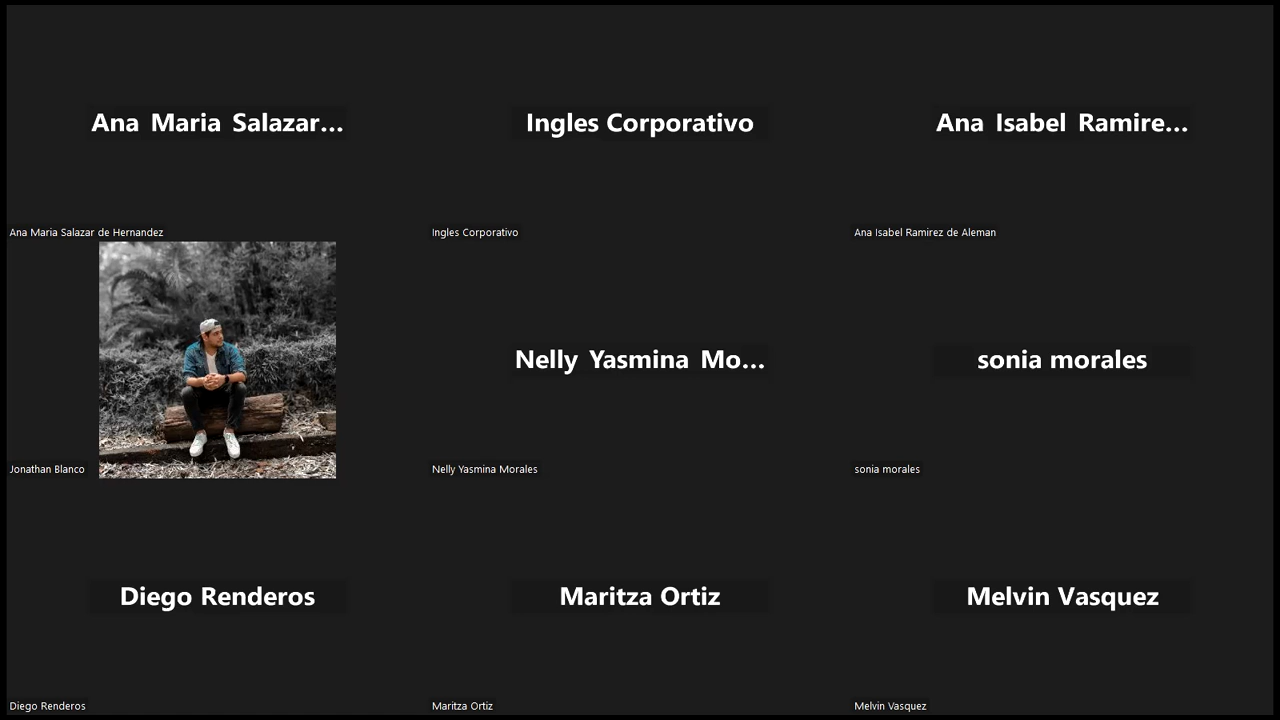 Ana Maria Salazar...
Ingles Corporativo
Ana Isabel Ramire...
Ana Maria Salazar de Hernandez
Ingles Corporativo
Ana Isabel Ramirez de Aleman
Nelly Yasmina Mo...
sonia morales
Jonathan Blanco
Nelly Yasmina Morales
sonia morales
Diego Renderos
Maritza Ortiz
Melvin Vasquez
Diego Renderos
Maritza Ortiz
Melvin Vasquez